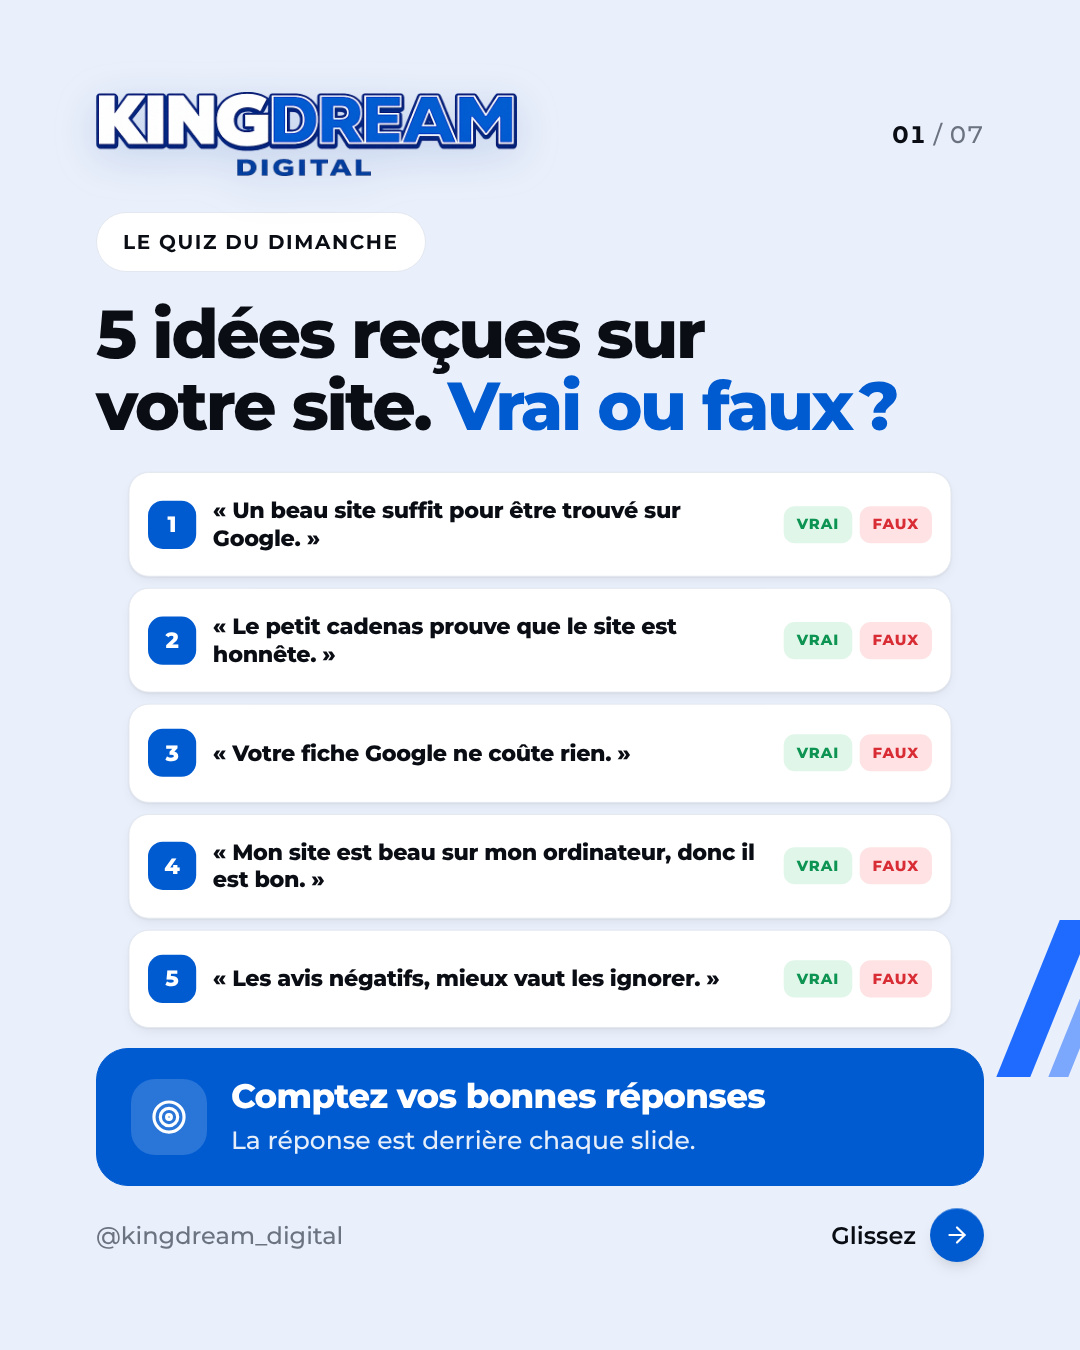 KINGDREAM
DIGITAL
01 / 07
LE QUIZ DU DIMANCHE
5 idées reçues sur
votre site. Vrai ou faux ?
1
« Un beau site suffit pour être trouvé sur
Google. »
VRAI FAUX
2
« Le petit cadenas prouve que le site est
honnête. »
VRAI FAUX
3
« Votre fiche Google ne coûte rien. »
VRAI FAUX
4
« Mon site est beau sur mon ordinateur, donc il
est bon. »
VRAI FAUX
5
« Les avis négatifs, mieux vaut les ignorer. »
VRAI FAUX
Comptez vos bonnes réponses
La réponse est derrière chaque slide.
@kingdream_digital
Glissez